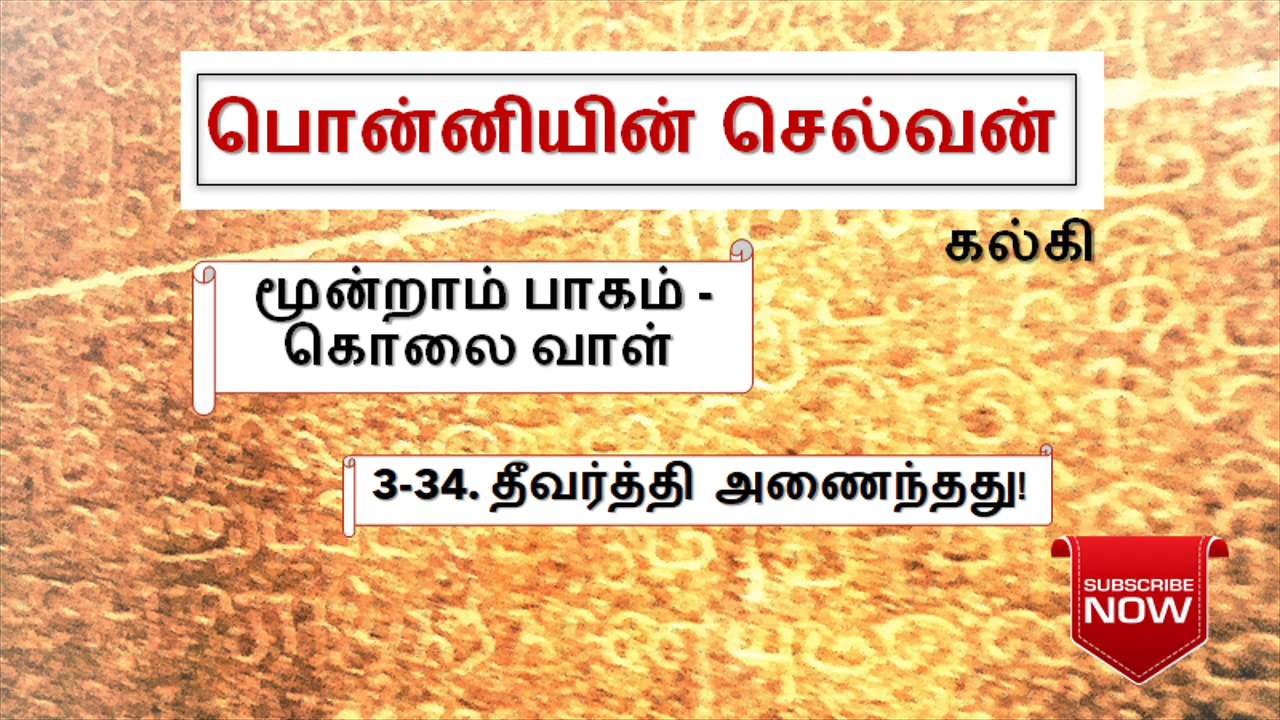 பொன்னியின் செல்வன்
கல்கி
மூன்றாம் பாகம் -
கொலை வாள்
3-34. தீவர்த்தி அணைந்தது!
SUBSCRIBE
NOW